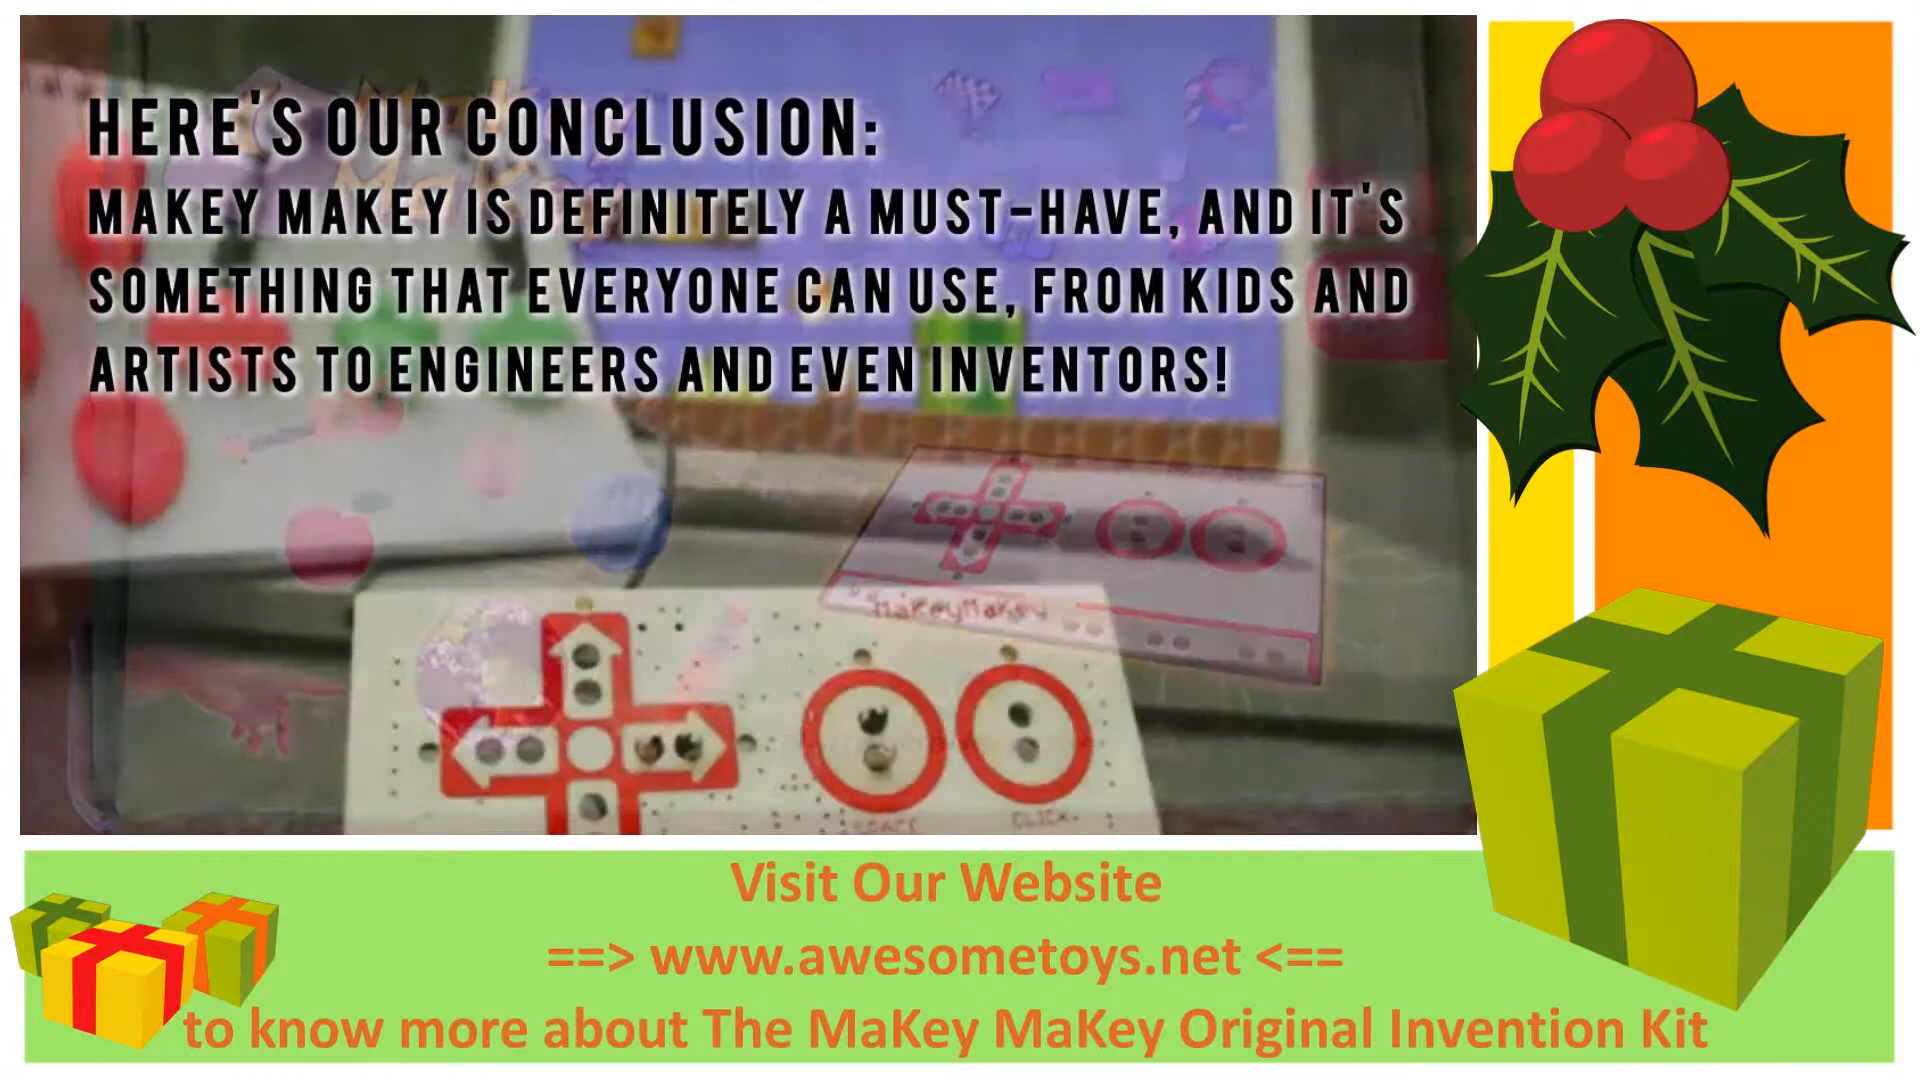 HERE'S OUR CONCLUSION:
MAKEY MAKEY IS DEFINITELY A MUST-HAVE, AND IT'S
SOMETHING THAT EVERYONE CAN USE, FROM KIDS AND
ARTISTS TO ENGINEERS AND EVEN INVENTORS!
MaKeyMaKey
CLICK
Visit Our Website
==> www.awesometoys.net <==
to know more about The MaKey MaKey Original Invention Kit